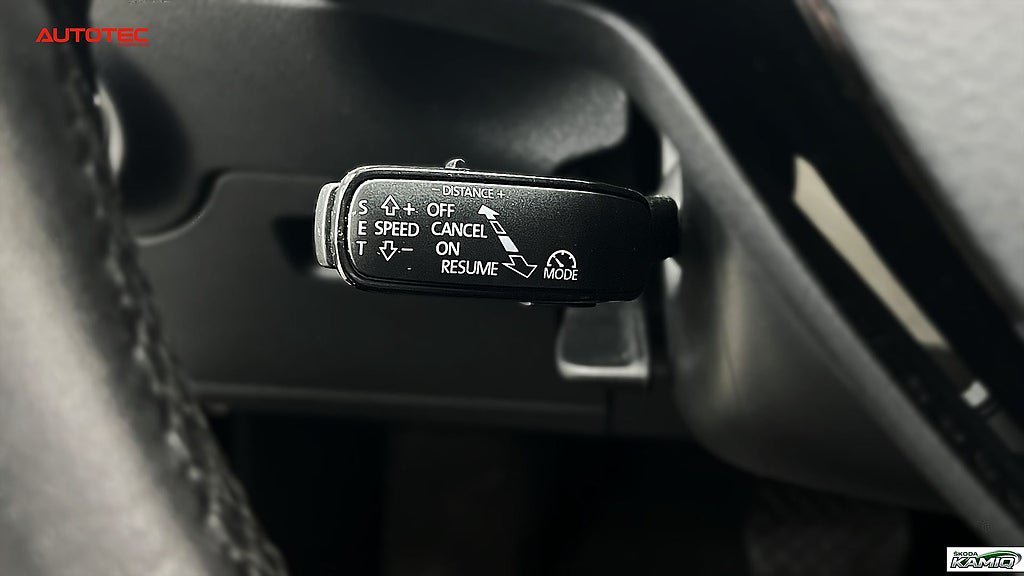 AUTOTEC
- DISTANCE +
S + OFF
E SPEED CANCEL
T - ON
RESUME
MODE
ŠKODA
KAMIQ